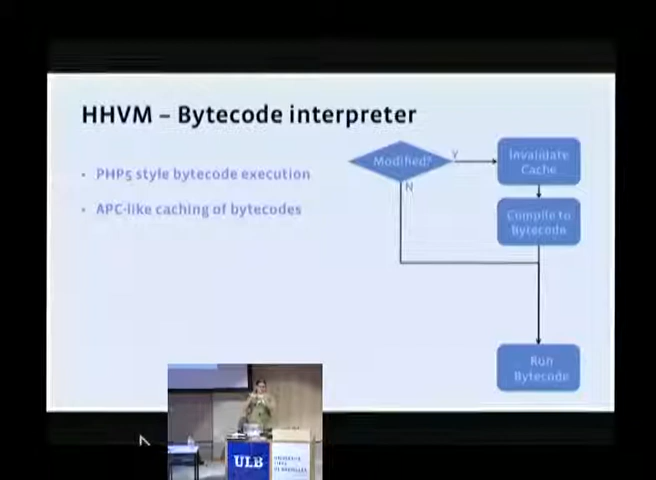 HHVM – Bytecode interpreter
PHP5 style bytecode execution
APC-like caching of bytecodes
Modified?
Y
N
Invalidate
Cache
Compile to
Bytecode
Run
Bytecode
ULB